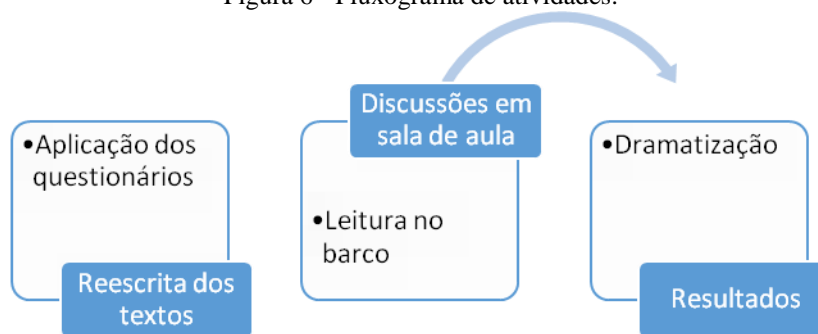 Figura 6 - Fluxograma de atividades.
•Aplicação dos
questionários
Reescrita dos
textos
Discussões em
sala de aula
•Leitura no
barco
•Dramatização
Resultados